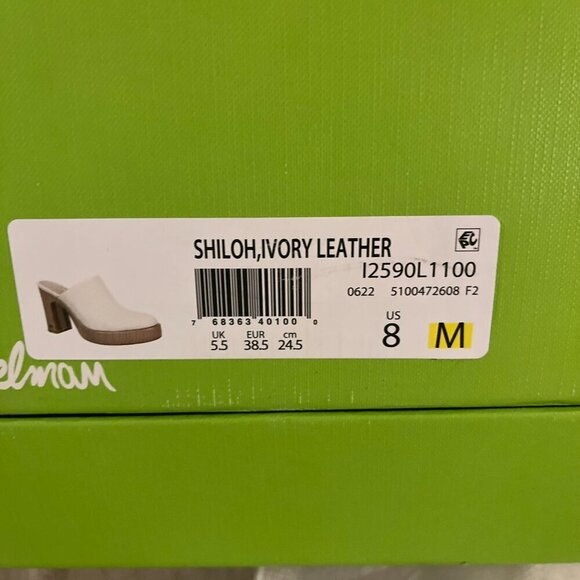 SHILOH,IVORY LEATHER
I2590L1100
0622 5100472608 F2
7 68363 40100 0
UK EUR cm
5.5 38.5 24.5
US
8 M
elman